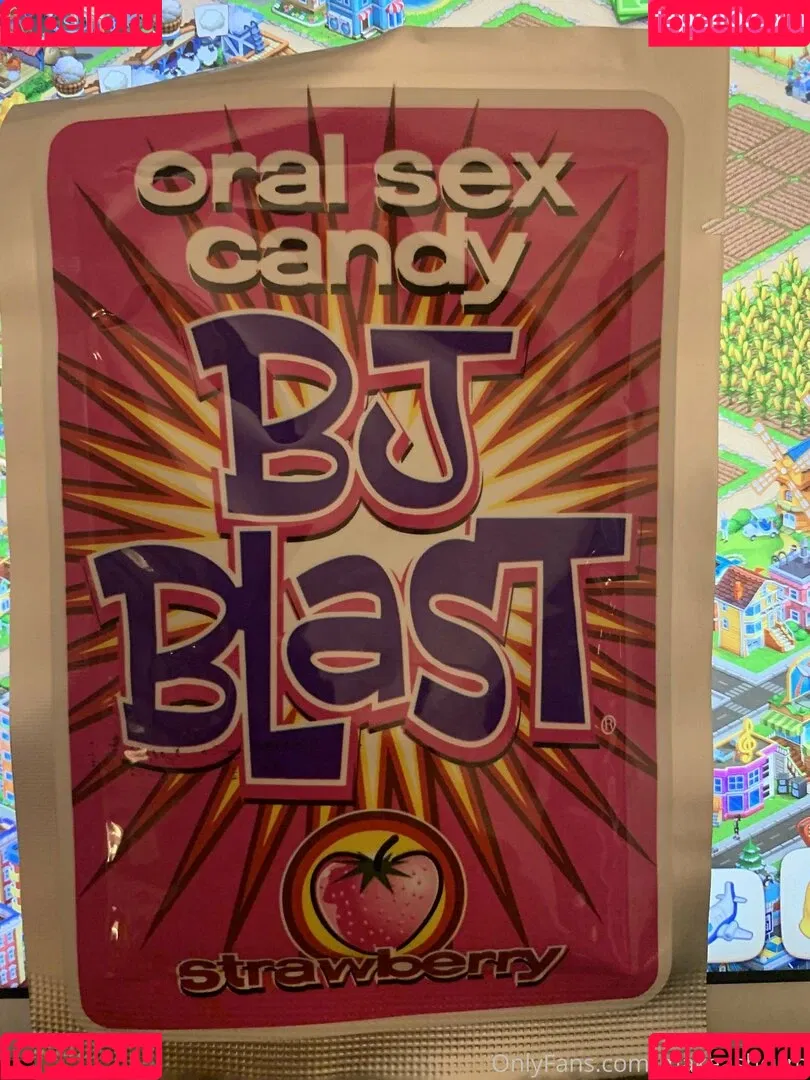 fapello.ru fapello.ru
oral sex
candy
BJ
BLaST
®
strawberry
OnlyFans.com
fapello.ru fapello.ru